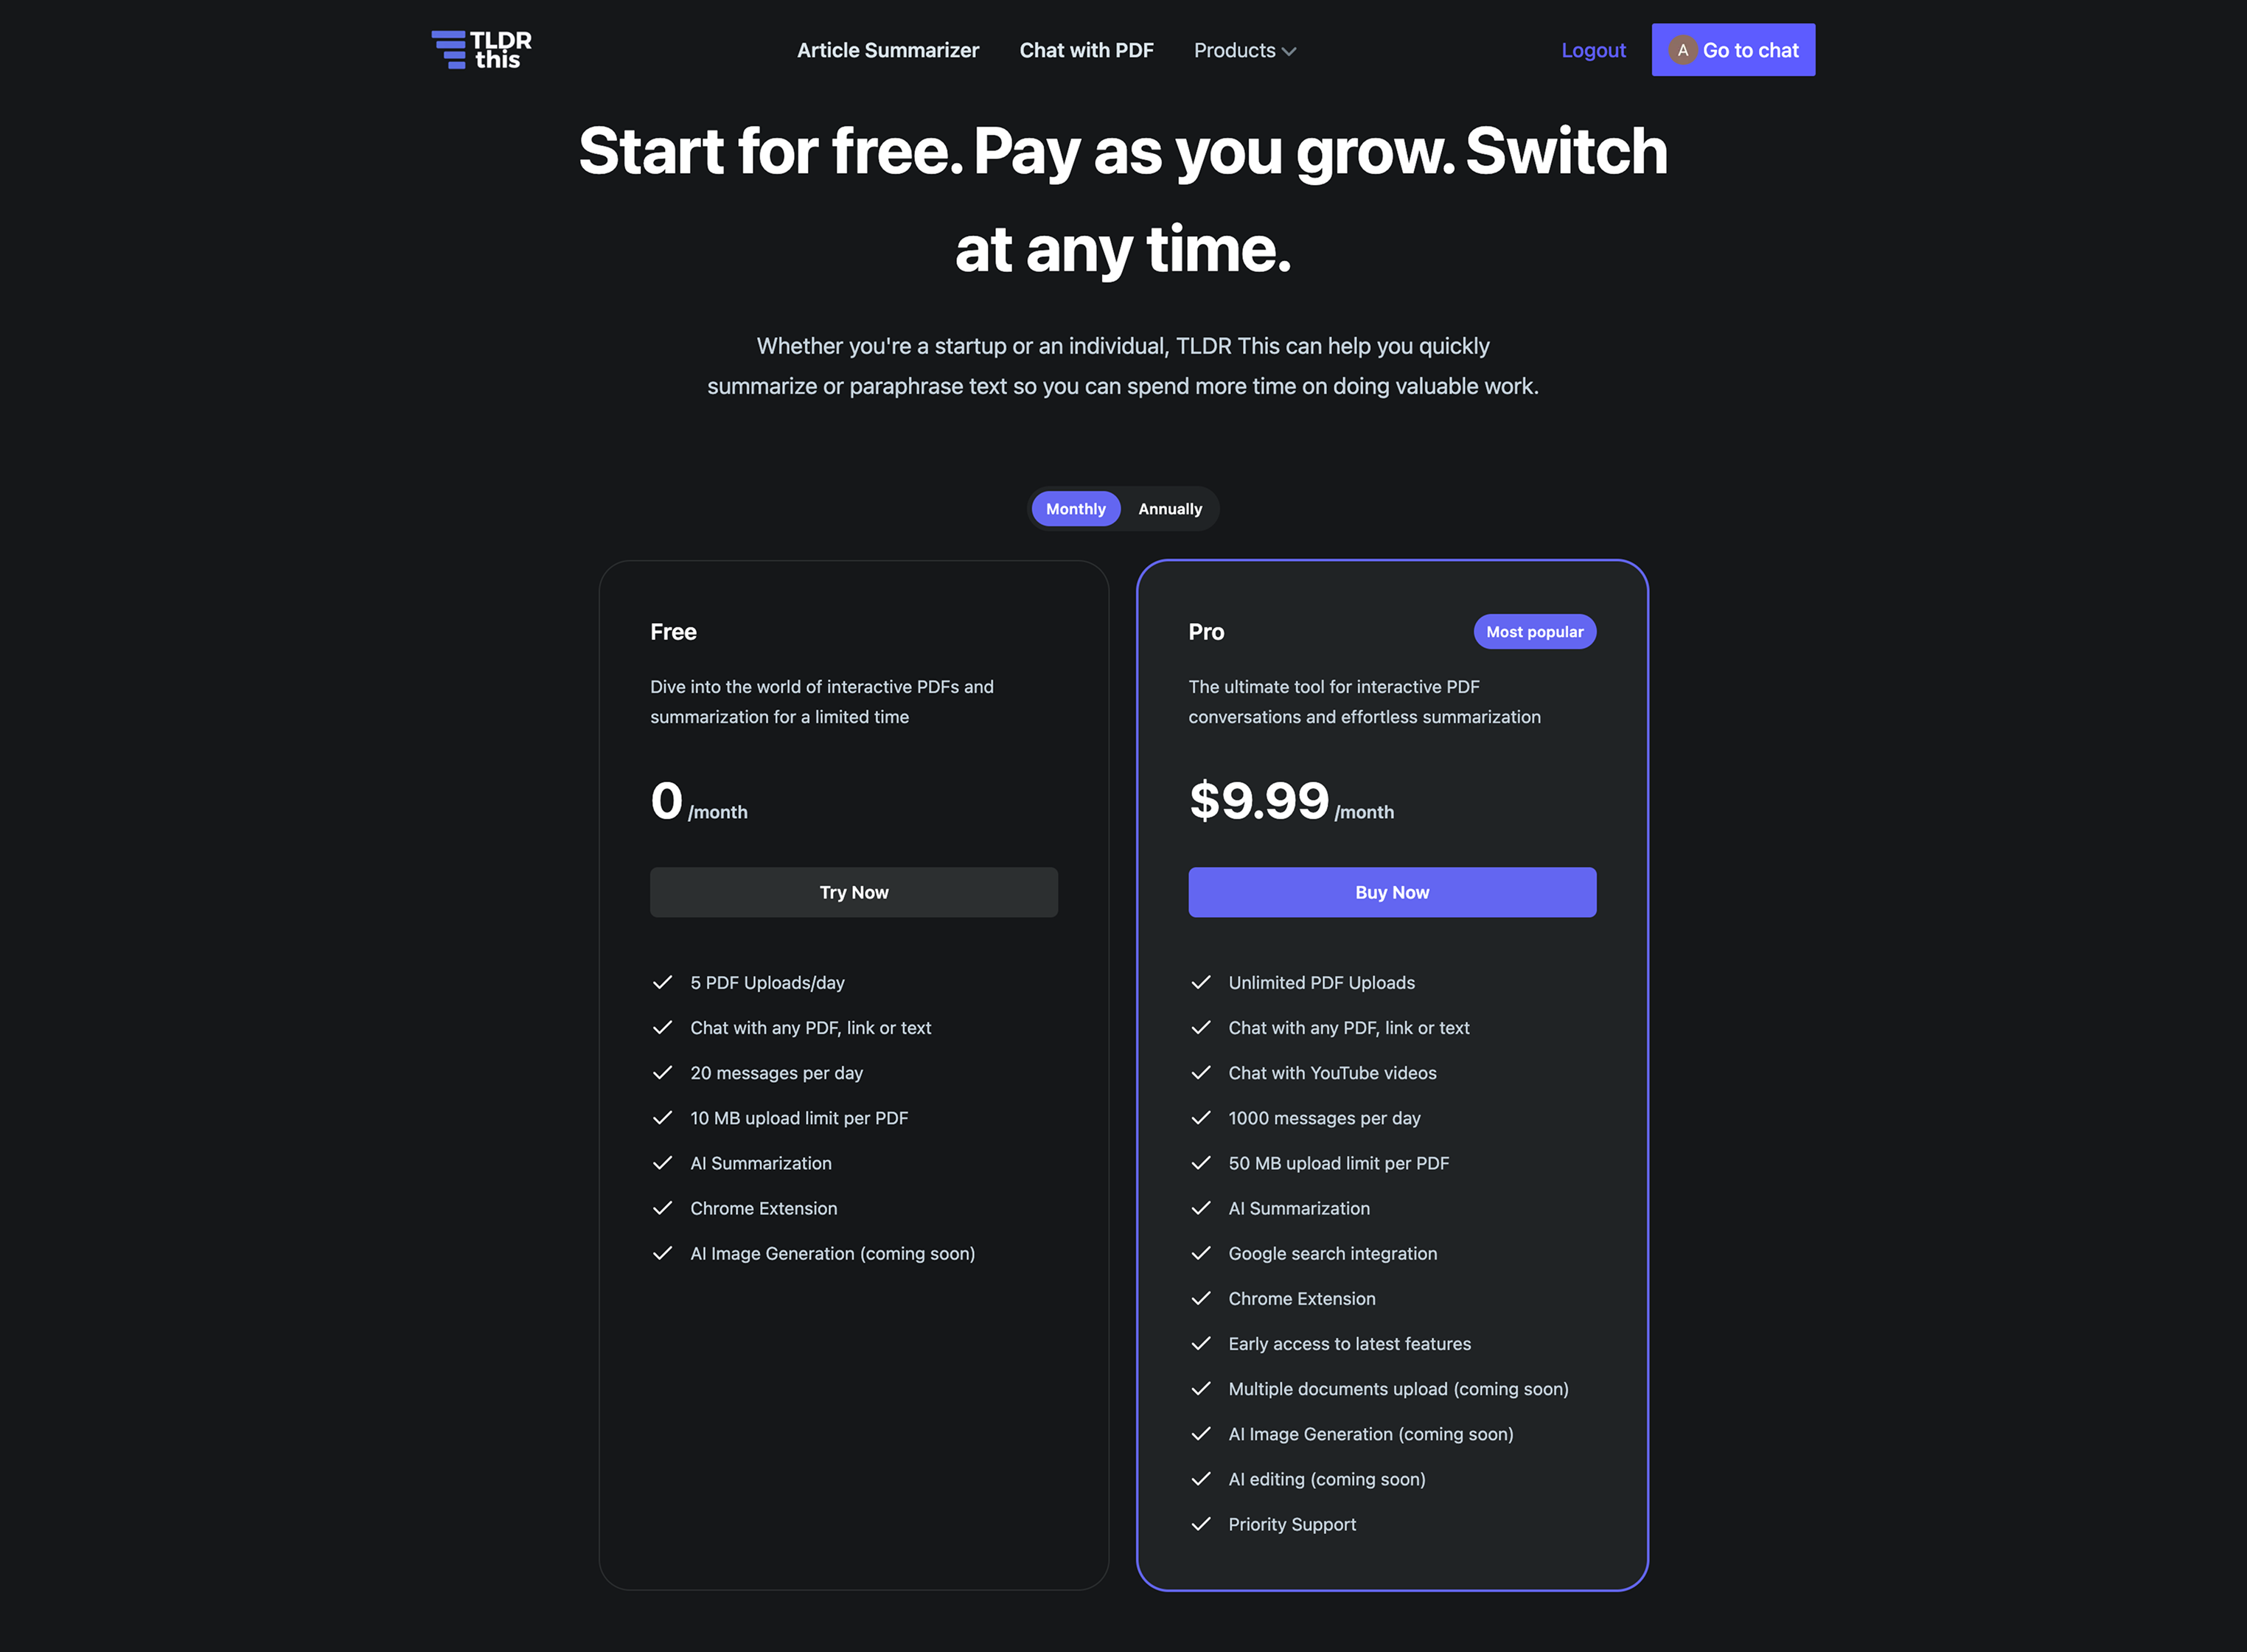 TLDR
this
Article Summarizer
Chat with PDF
Products
Logout
A
Go to chat
Start for free. Pay as you grow. Switch
at any time.
Whether you're a startup or an individual, TLDR This can help you quickly
summarize or paraphrase text so you can spend more time on doing valuable work.
Monthly
Annually
Free
Dive into the world of interactive PDFs and
summarization for a limited time
0 /month
Try Now
5 PDF Uploads/day
Chat with any PDF, link or text
20 messages per day
10 MB upload limit per PDF
AI Summarization
Chrome Extension
AI Image Generation (coming soon)
Pro
Most popular
The ultimate tool for interactive PDF
conversations and effortless summarization
$9.99 /month
Buy Now
Unlimited PDF Uploads
Chat with any PDF, link or text
Chat with YouTube videos
1000 messages per day
50 MB upload limit per PDF
AI Summarization
Google search integration
Chrome Extension
Early access to latest features
Multiple documents upload (coming soon)
AI Image Generation (coming soon)
AI editing (coming soon)
Priority Support